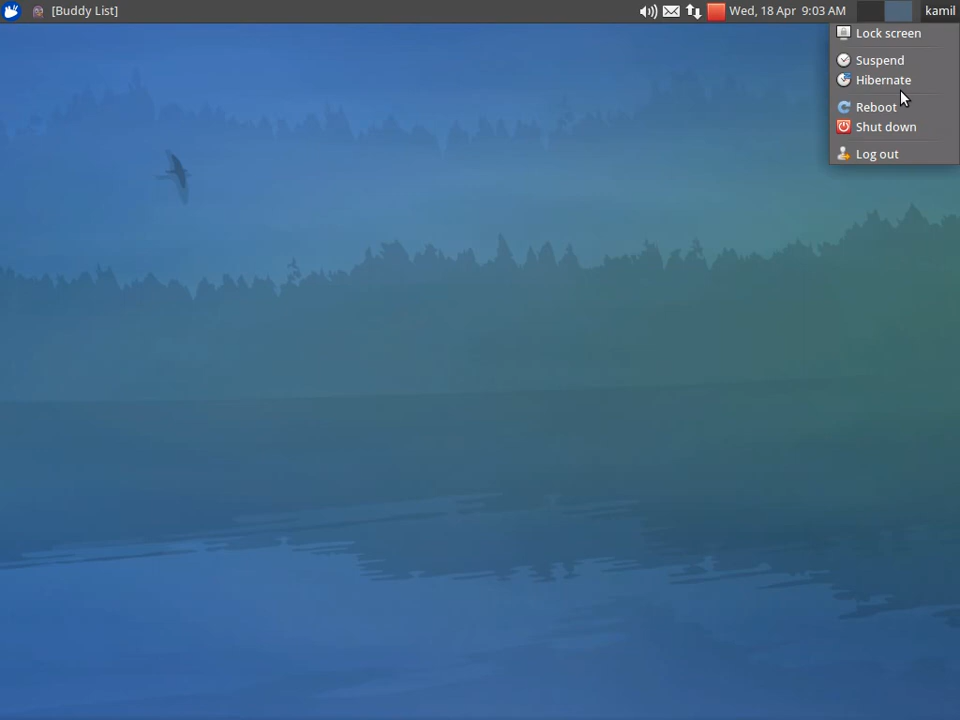 [Buddy List]
Wed, 18 Apr 9:03 AM
kamil
Lock screen
Suspend
Hibernate
Reboot
Shut down
Log out